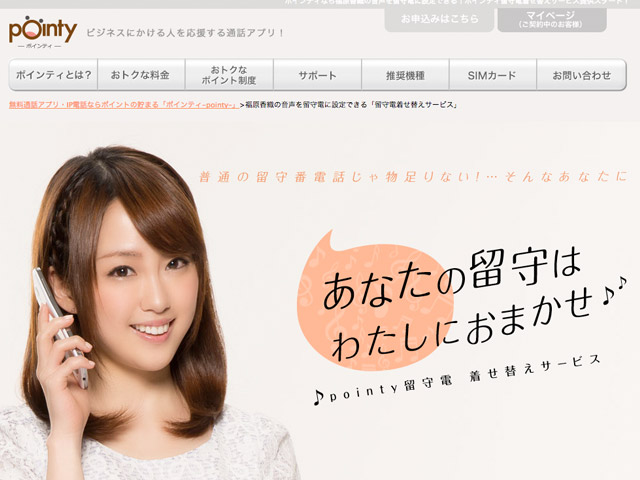 pointy
ーポインティー
ビジネスにかける人を応援する通話アプリ！
お申込みはこちら
マイページ
（ご契約中のお客様）
ポインティとは？
おトクな料金
おトクな
ポイント制度
サポート
推奨機種
SIMカード
お問い合わせ
無料通話アプリ・IP電話ならポイントの貯まる「ポインティ-pointy-」>福原香織の音声を留守電に設定できる「留守電着せ替えサービス」
普通の留守番電話じゃ物足りない！…そんなあなたに
あなたの留守は
わたしにおまかせ♪♪
♪pointy留守電 着せ替えサービス